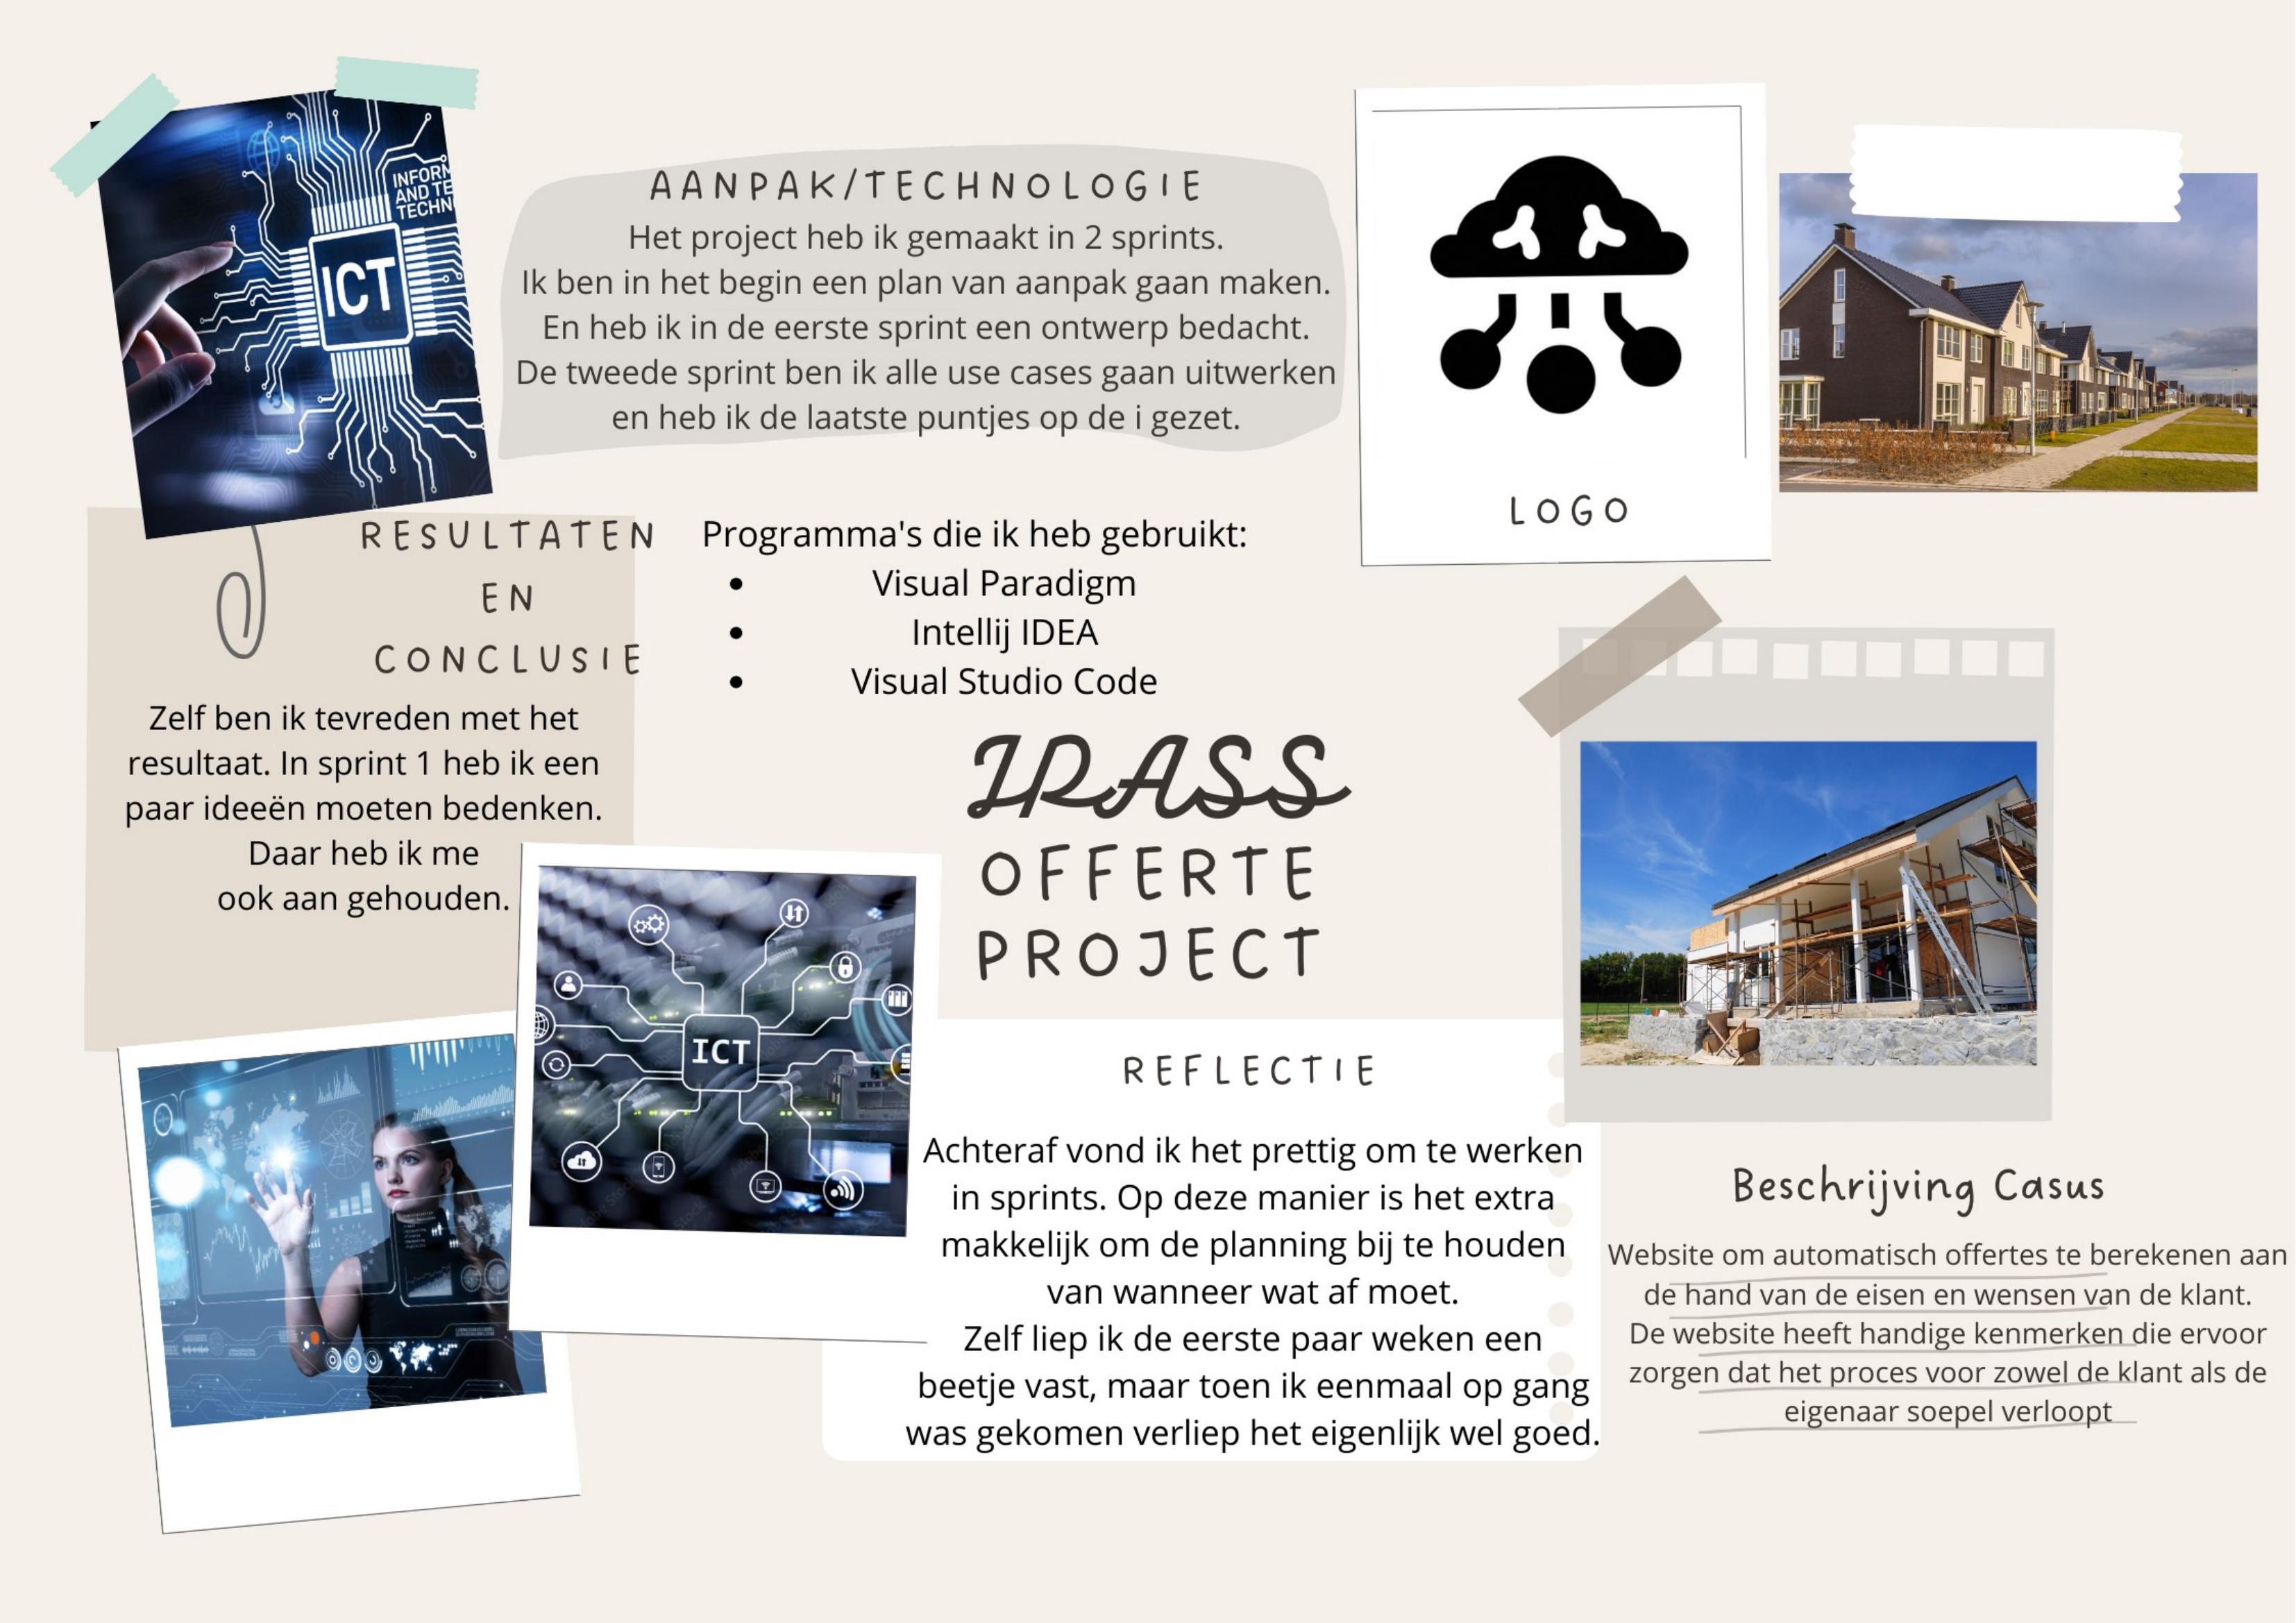 INFORM
AND TE
TECHN
ICT
AANPAK/TECHNOLOGIE
Het project heb ik gemaakt in 2 sprints.
Ik ben in het begin een plan van aanpak gaan maken.
En heb ik in de eerste sprint een ontwerp bedacht.
De tweede sprint ben ik alle use cases gaan uitwerken
en heb ik de laatste puntjes op de i gezet.
LOGO
RESULTATEN
EN
CONCLUSIE
Zelf ben ik tevreden met het
resultaat. In sprint 1 heb ik een
paar ideeën moeten bedenken.
Daar heb ik me
ook aan gehouden.
Programma's die ik heb gebruikt:
• Visual Paradigm
• Intellij IDEA
• Visual Studio Code
IPASS
OFFERTE
PROJECT
ICT
REFLECTIE
Achteraf vond ik het prettig om te werken
in sprints. Op deze manier is het extra
makkelijk om de planning bij te houden
van wanneer wat af moet.
Zelf liep ik de eerste paar weken een
beetje vast, maar toen ik eenmaal op gang
was gekomen verliep het eigenlijk wel goed.
Beschrijving Casus
Website om automatisch offertes te berekenen aan
de hand van de eisen en wensen van de klant.
De website heeft handige kenmerken die ervoor
zorgen dat het proces voor zowel de klant als de
eigenaar soepel verloopt